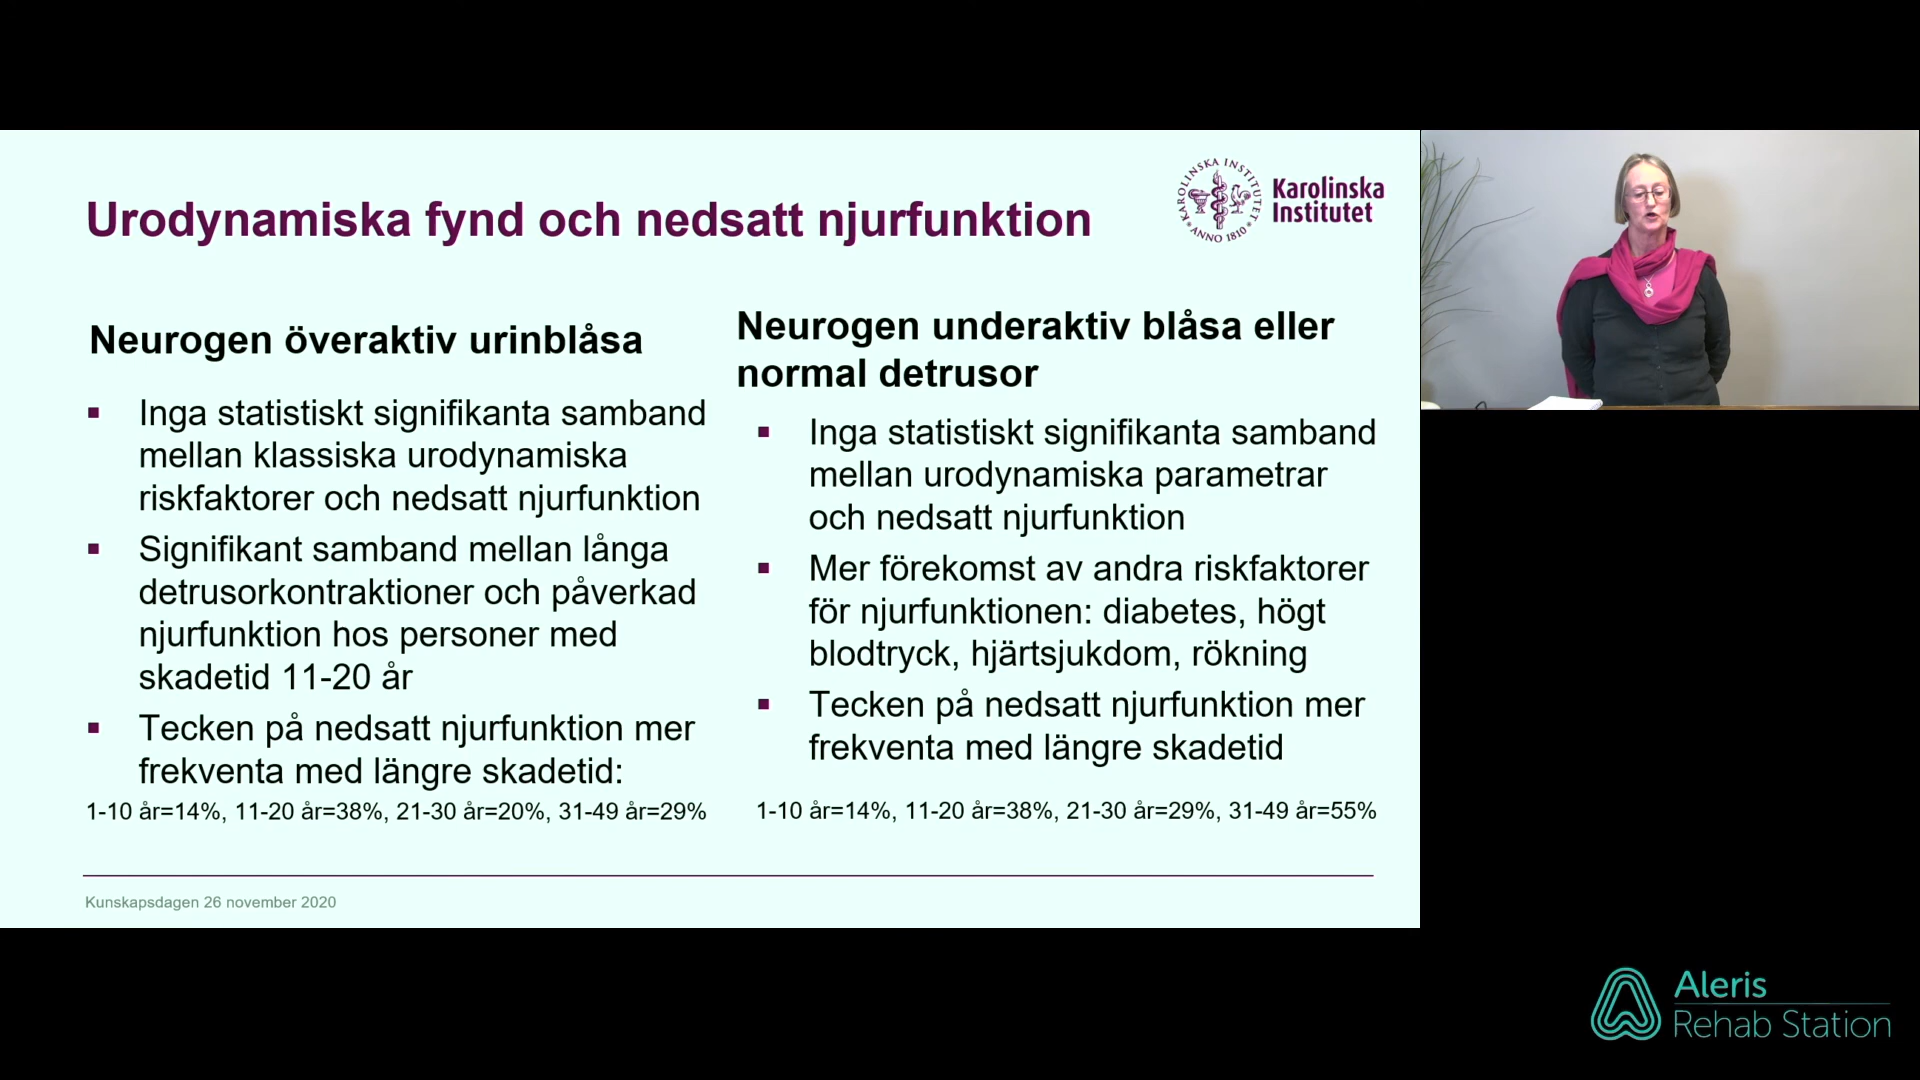 Urodynamiska fynd och nedsatt njurfunktion
KAROLINSKA INSTITUTET
ANNO 1810
Karolinska
Institutet
Neurogen överaktiv urinblåsa
Inga statistiskt signifikanta samband
mellan klassiska urodynamiska
riskfaktorer och nedsatt njurfunktion
Signifikant samband mellan långa
detrusorkontraktioner och påverkad
njurfunktion hos personer med
skadetid 11-20 år
Tecken på nedsatt njurfunktion mer
frekventa med längre skadetid:
1-10 år=14%, 11-20 år=38%, 21-30 år=20%, 31-49 år=29%
Neurogen underaktiv blåsa eller
normal detrusor
Inga statistiskt signifikanta samband
mellan urodynamiska parametrar
och nedsatt njurfunktion
Mer förekomst av andra riskfaktorer
för njurfunktionen: diabetes, högt
blodtryck, hjärtsjukdom, rökning
Tecken på nedsatt njurfunktion mer
frekventa med längre skadetid
1-10 år=14%, 11-20 år=38%, 21-30 år=29%, 31-49 år=55%
Kunskapsdagen 26 november 2020
Aleris
Rehab Station